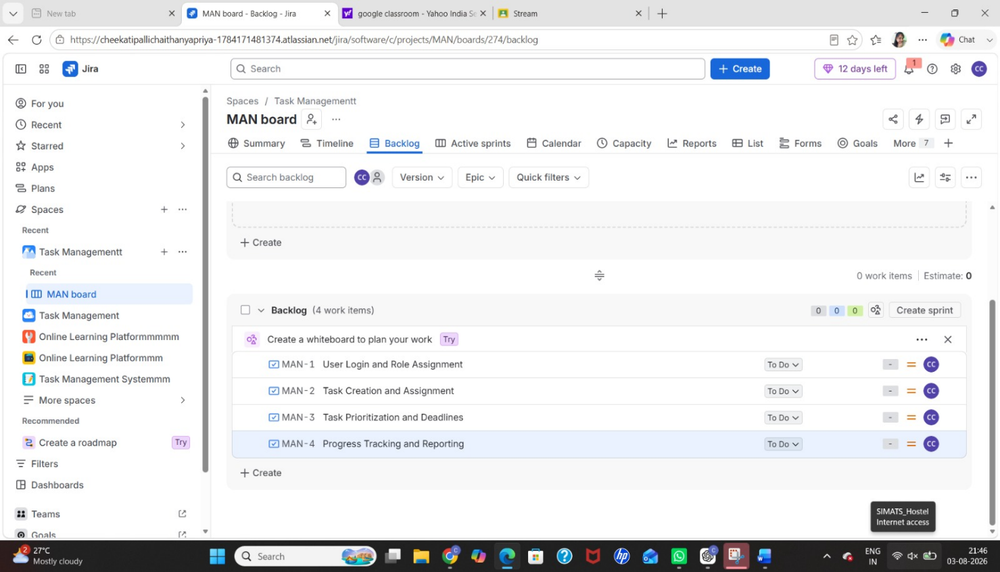 New tab
MAN board - Backlog - Jira
google classroom - Yahoo India Se
Stream
https://cheekatipallichaithanyapriya-1784171481374.atlassian.net/jira/software/c/projects/MAN/boards/274/backlog
Chat
Jira
Search
+ Create
12 days left
1
CC
For you
Recent
Starred
Apps
Plans
Spaces
Recent
Task Managementt
Recent
MAN board
Task Management
Online Learning Platformmmmm
Online Learning Platformmm
Task Management Systemmm
More spaces
Recommended
Create a roadmap Try
Filters
Dashboards
Teams
Goals
Spaces / Task Managementt
MAN board
Summary Timeline Backlog Active sprints Calendar Capacity Reports List Forms Goals More 7 +
Search backlog CC Version Epic Quick filters
+ Create
0 work items Estimate: 0
Backlog (4 work items) 0 0 0 Create sprint
Create a whiteboard to plan your work Try
MAN-1 User Login and Role Assignment To Do - CC
MAN-2 Task Creation and Assignment To Do - CC
MAN-3 Task Prioritization and Deadlines To Do - CC
MAN-4 Progress Tracking and Reporting To Do - CC
+ Create
SIMATS_Hostel
Internet access
2
27°C
Mostly cloudy
Search
ENG
IN
21:46
03-08-2026